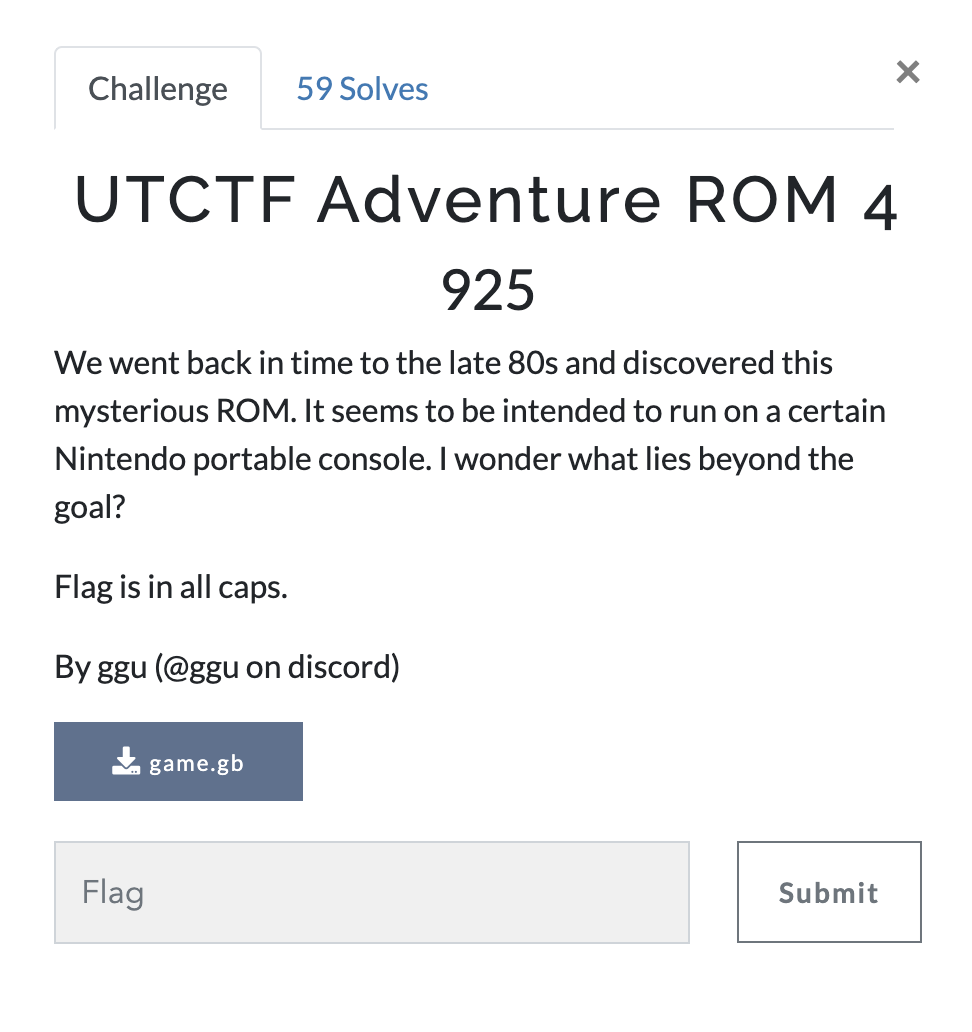 Challenge
59 Solves
×
UTCTF Adventure ROM 4
925
We went back in time to the late 80s and discovered this
mysterious ROM. It seems to be intended to run on a certain
Nintendo portable console. I wonder what lies beyond the
goal?
Flag is in all caps.
By ggu (@ggu on discord)
game.gb
Flag
Submit